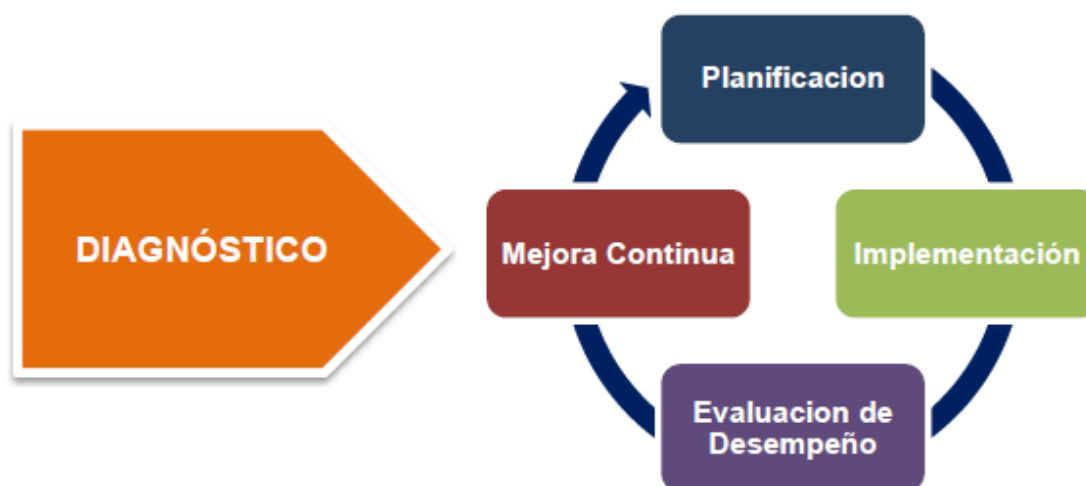 DIAGNÓSTICO
Planificacion
Implementación
Evaluacion de
Desempeño
Mejora Continua